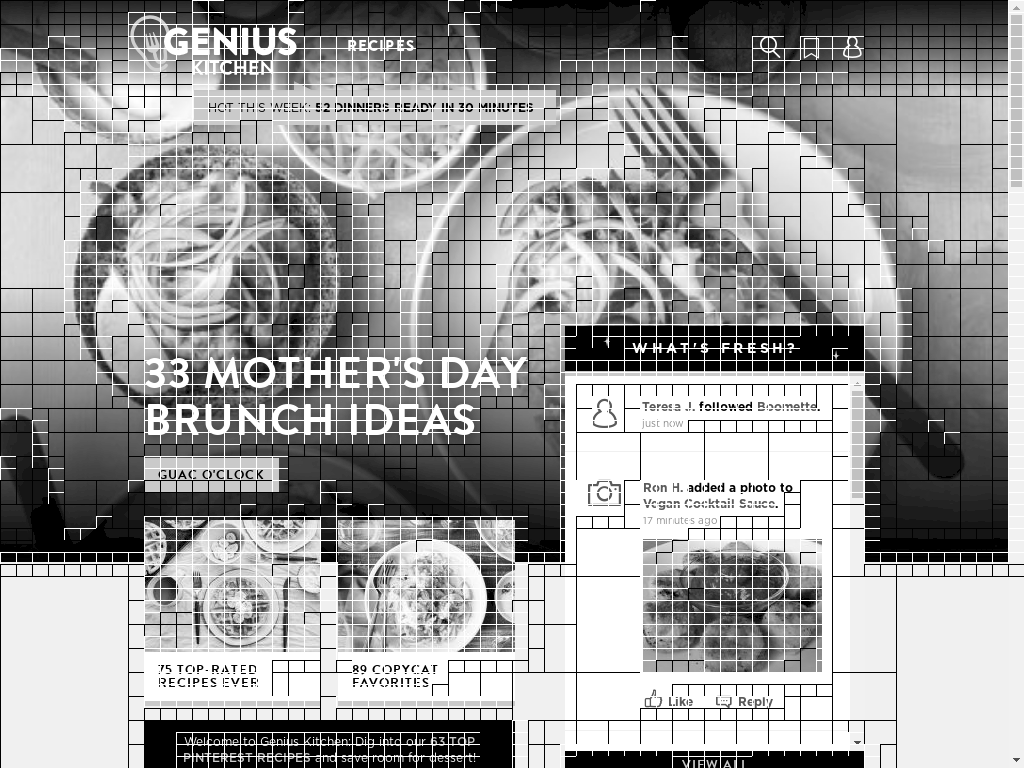 GENIUS
KITCHEN
RECIPES
HOT THIS WEEK: 52 DINNERS READY IN 30 MINUTES
33 MOTHER'S DAY
BRUNCH IDEAS
GUAC O'CLOCK
75 TOP-RATED
RECIPES EVER
89 COPYCAT
FAVORITES
Welcome to Genius Kitchen: Dig into our 63 TOP
PINTEREST RECIPES and save room for dessert!
WHAT'S FRESH?
Teresa J. followed Boomette.
just now
Ron H. added a photo to
Vegan Cocktail Sauce.
17 minutes ago
Like Reply
VIEW ALL